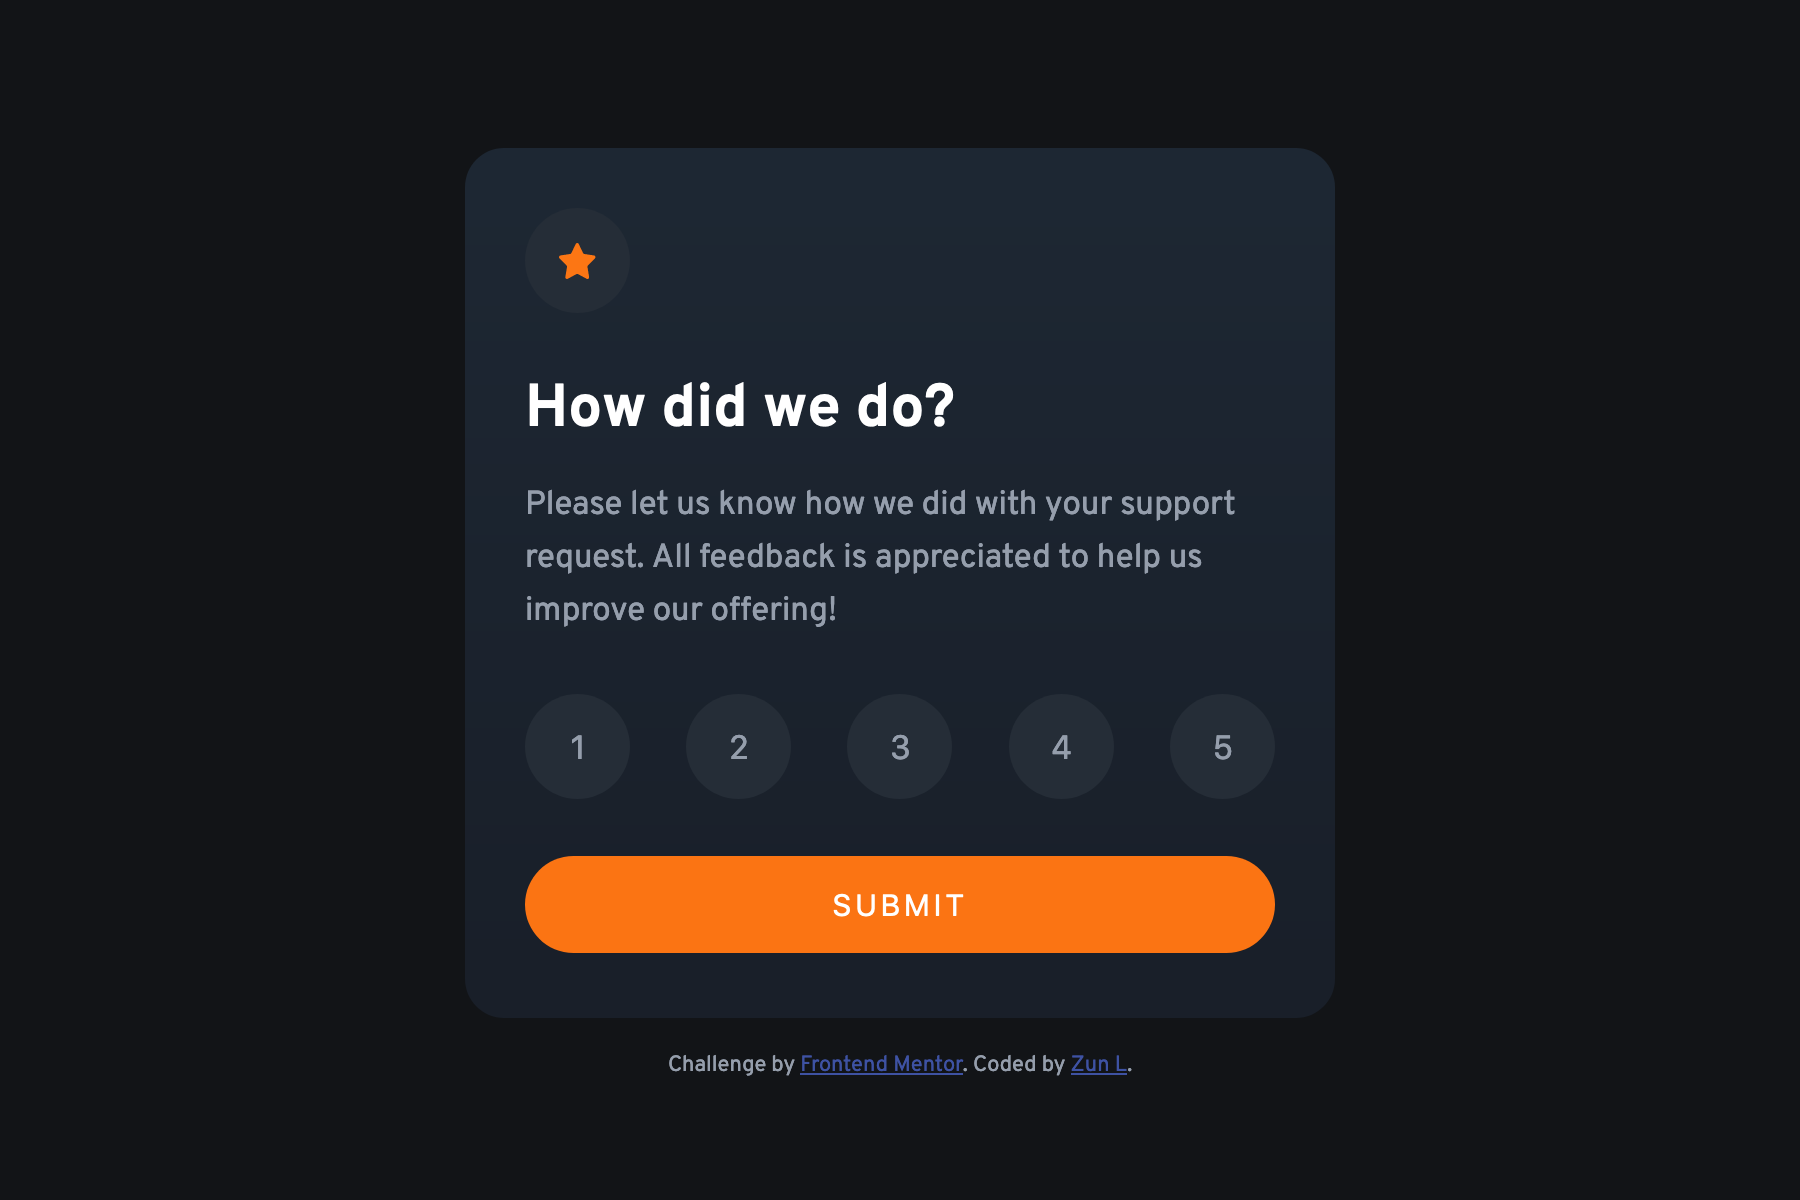 How did we do?
Please let us know how we did with your support
request. All feedback is appreciated to help us
improve our offering!
1 2 3 4 5
SUBMIT
Challenge by Frontend Mentor. Coded by Zun L.